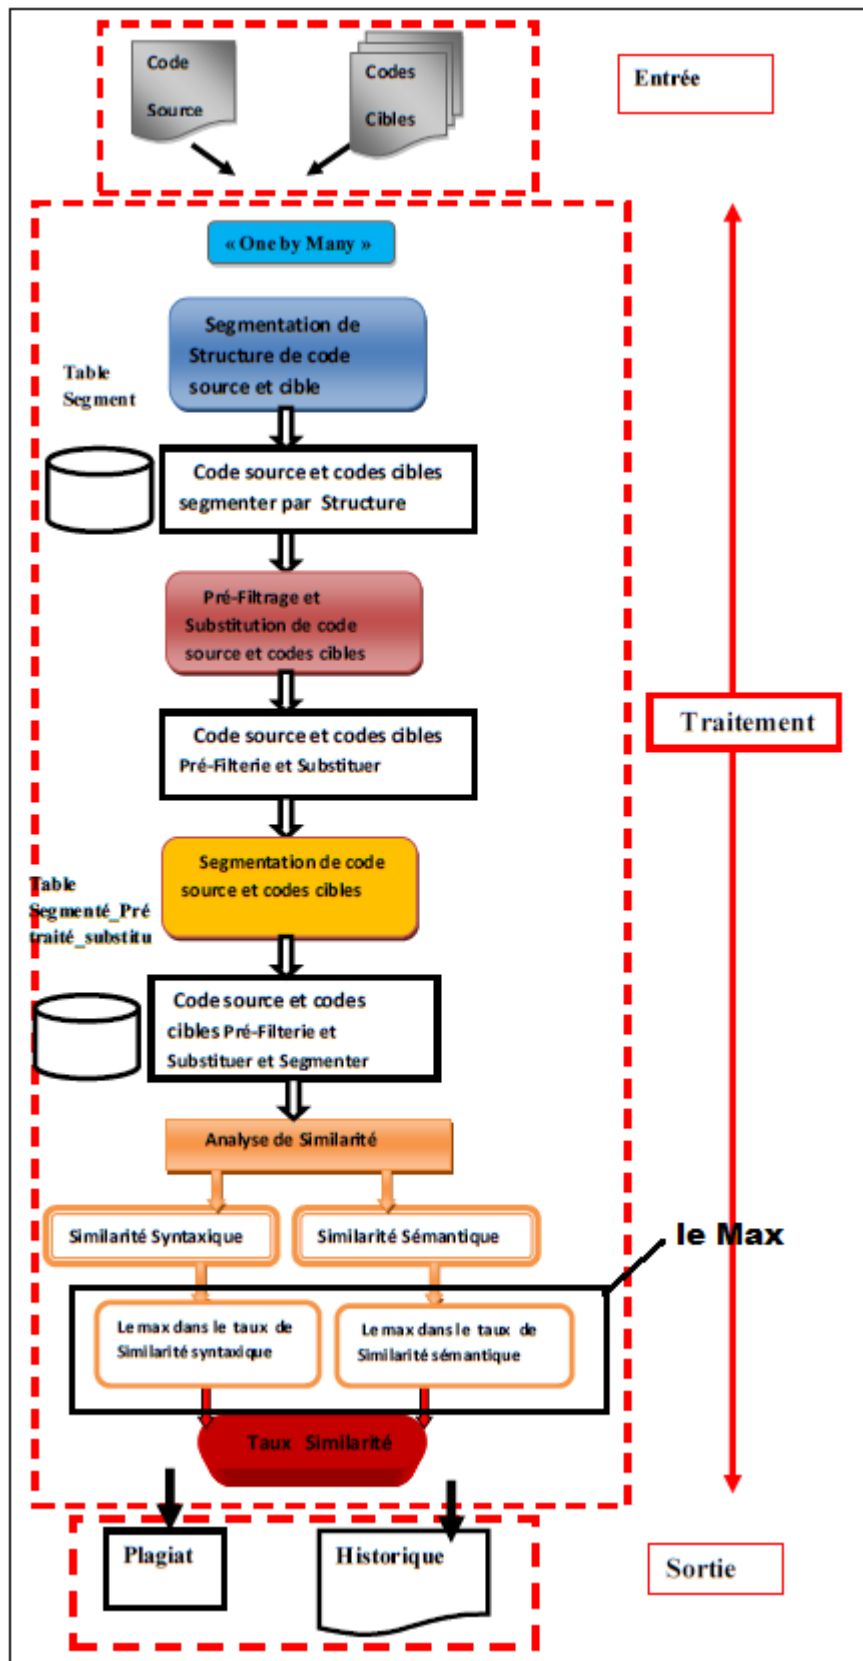 Code
Source
Codes
Cibles
Entrée
« One by Many »
Segmentation de
Structure de code
source et cible
Table
Segment
Code source et codes cibles
segmenter par Structure
Pré-Filtrage et
Substitution de code
source et codes cibles
Traitement
Code source et codes cibles
Pré-Filterie et Substituer
Segmentation de code
source et codes cibles
Table
Segmenté_Pré
traité_substitu
Code source et codes
cibles Pré-Filterie et
Substituer et Segmenter
Analyse de Similarité
Similarité Syntaxique
Similarité Sémantique
le Max
Le max dans le taux de
Similarité syntaxique
Le max dans le taux de
Similarité sémantique
Taux Similarité
Plagiat
Historique
Sortie